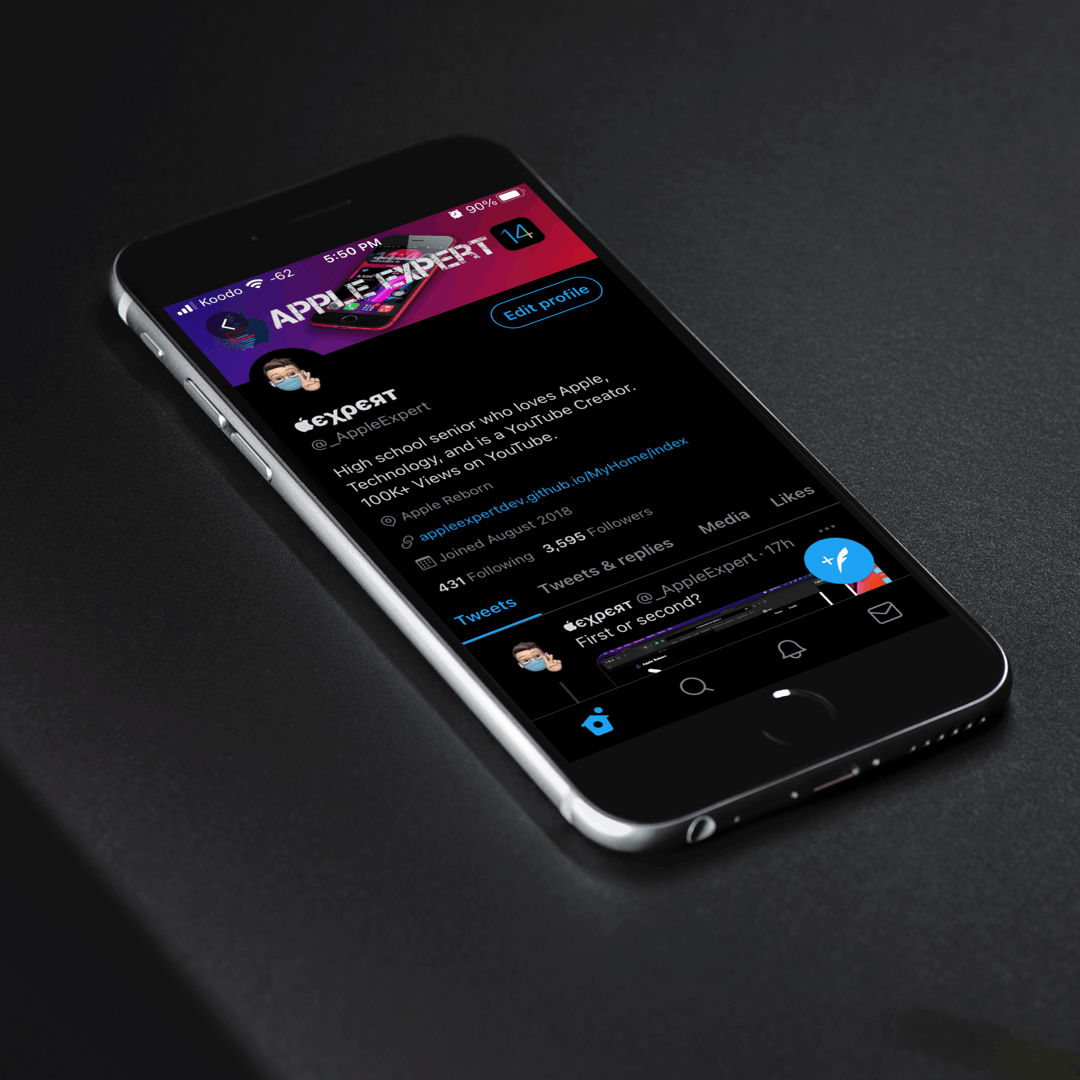 Koodo -62 5:50 PM 90%
APPLE EXPERT 14
Edit profile
єχρєят
@_AppleExpert
High school senior who loves Apple,
Technology, and is a YouTube Creator.
100K+ Views on YouTube.
Apple Reborn
appleexpertdev.github.io/MyHome/index
Joined August 2018
431 Following 3,595 Followers
Tweets Tweets & replies Media Likes
єχρєят @_AppleExpert · 17h
First or second?